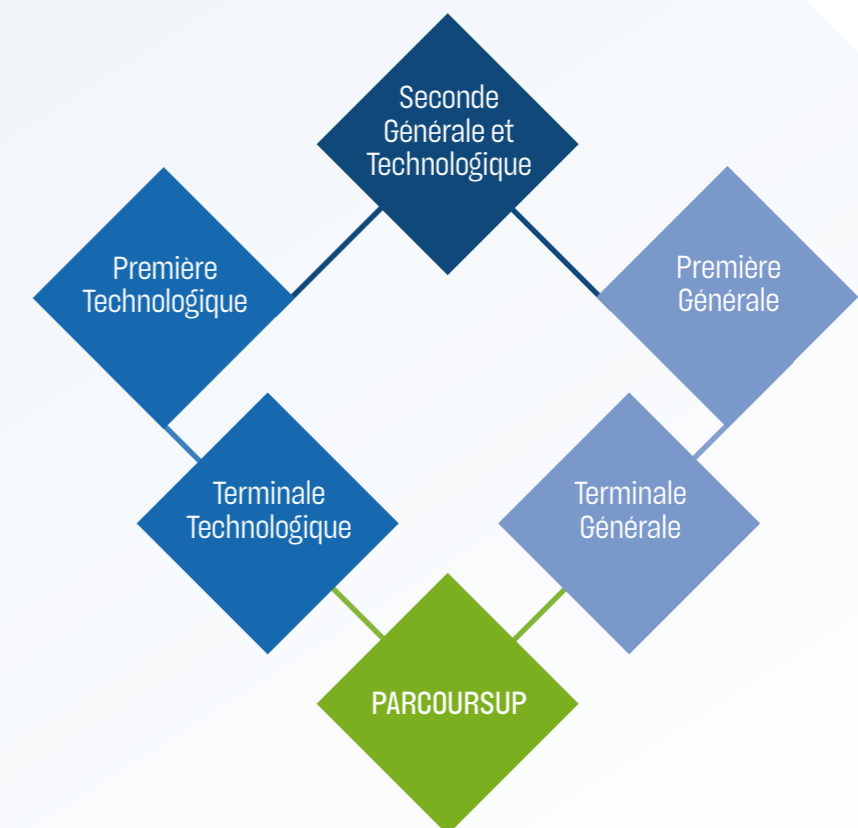 Seconde
Générale et
Technologique
Première
Technologique
Première
Générale
Terminale
Technologique
Terminale
Générale
PARCOURSUP